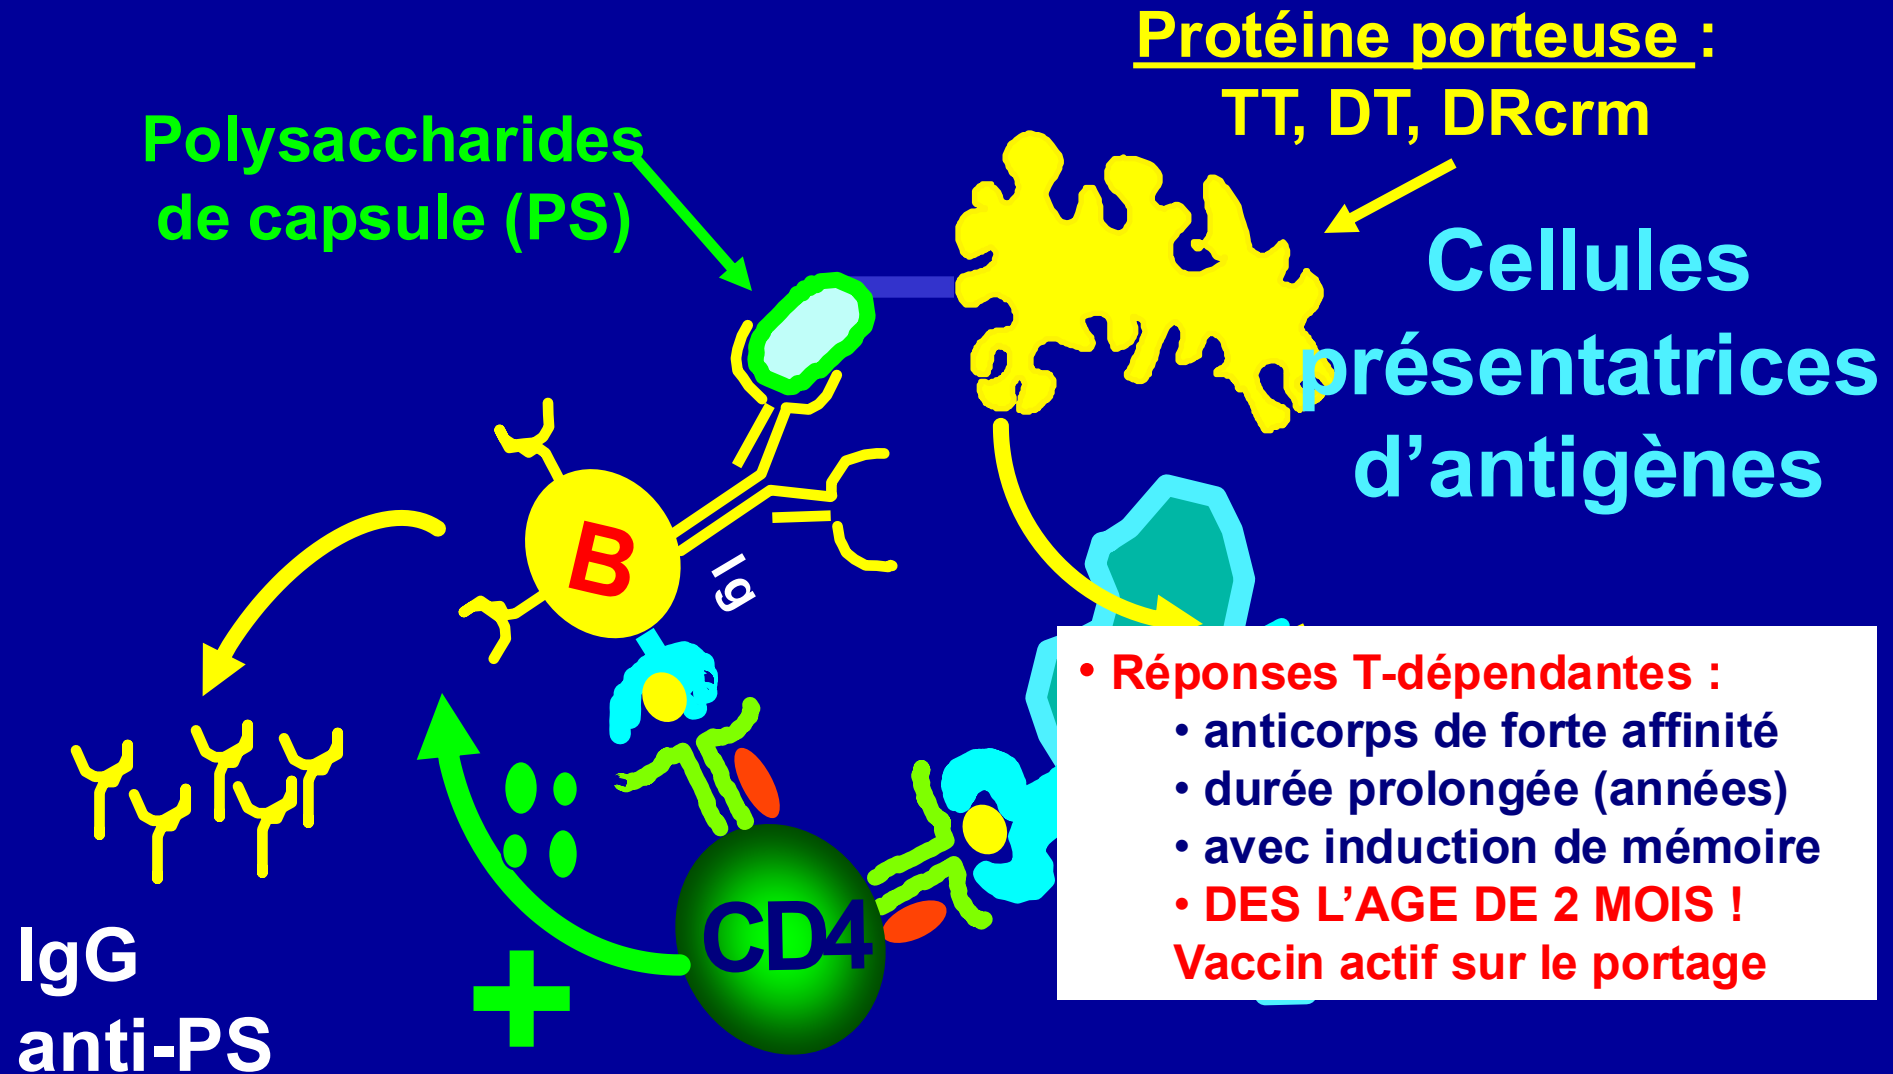 Protéine porteuse :
TT, DT, DRcrm
Polysaccharides
de capsule (PS)
Cellules
présentatrices
d’antigènes
B
Ig
• Réponses T-dépendantes :
• anticorps de forte affinité
• durée prolongée (années)
• avec induction de mémoire
• DES L’AGE DE 2 MOIS !
Vaccin actif sur le portage
CD4
+
IgG
anti-PS